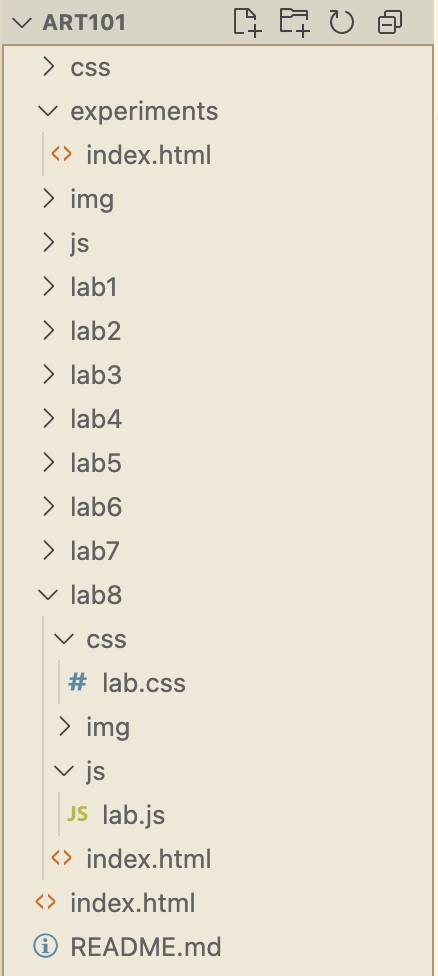 ART101
css
experiments
<> index.html
img
js
lab1
lab2
lab3
lab4
lab5
lab6
lab7
lab8
css
# lab.css
img
js
JS lab.js
<> index.html
<> index.html
README.md